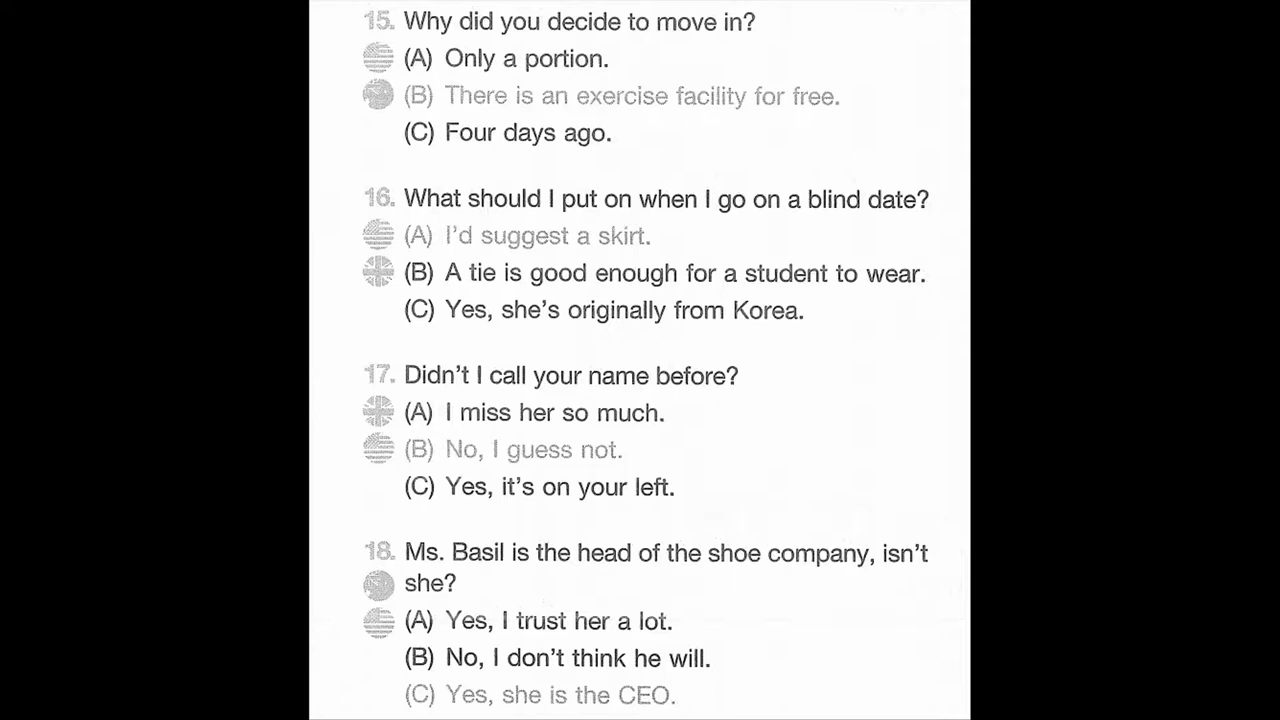 15. Why did you decide to move in?
(A) Only a portion.
(B) There is an exercise facility for free.
(C) Four days ago.
16. What should I put on when I go on a blind date?
(A) I'd suggest a skirt.
(B) A tie is good enough for a student to wear.
(C) Yes, she's originally from Korea.
17. Didn't I call your name before?
(A) I miss her so much.
(B) No, I guess not.
(C) Yes, it's on your left.
18. Ms. Basil is the head of the shoe company, isn't
she?
(A) Yes, I trust her a lot.
(B) No, I don't think he will.
(C) Yes, she is the CEO.